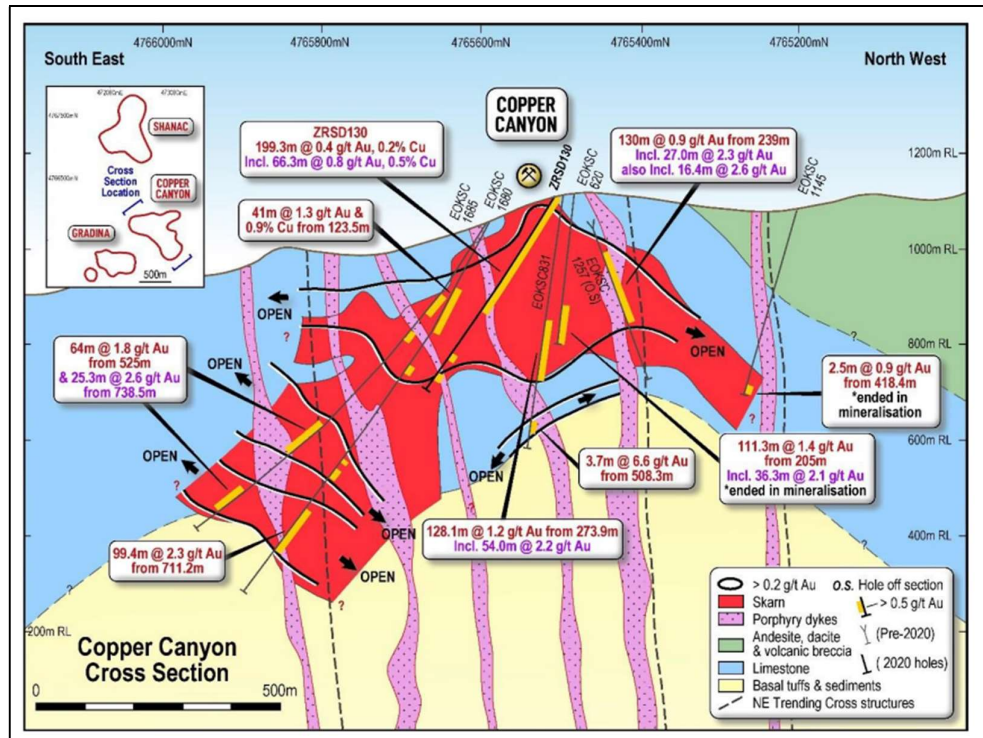 4766000mN
4765800mN
4765600mN
4765400mN
4765200mN
South East
North West
472000mE
473000mE
4767500mN
SHANAC
4766500mN
Cross
Section
Location
COPPER
CANYON
GRADINA
500m
COPPER
CANYON
ZRSD130
199.3m @ 0.4 g/t Au, 0.2% Cu
Incl. 66.3m @ 0.8 g/t Au, 0.5% Cu
41m @ 1.3 g/t Au &
0.9% Cu from 123.5m
130m @ 0.9 g/t Au from 239m
Incl. 27.0m @ 2.3 g/t Au
also Incl. 16.4m @ 2.6 g/t Au
EOKSC
1685
EOKSC
1680
ZRSD130
EOKSC
620
EOKSC
1145
EOKSC831
EOKSC
1257 (O.S)
1200m RL
1000m RL
800m RL
600m RL
400m RL
200m RL
OPEN
?
OPEN
?
64m @ 1.8 g/t Au
from 525m
& 25.3m @ 2.6 g/t Au
from 738.5m
OPEN
OPEN
?
?
2.5m @ 0.9 g/t Au
from 418.4m
*ended in
mineralisation
?
111.3m @ 1.4 g/t Au
from 205m
Incl. 36.3m @ 2.1 g/t Au
*ended in mineralisation
OPEN
?
3.7m @ 6.6 g/t Au
from 508.3m
128.1m @ 1.2 g/t Au from 273.9m
Incl. 54.0m @ 2.2 g/t Au
OPEN
OPEN
?
99.4m @ 2.3 g/t Au
from 711.2m
?
?
Copper Canyon
Cross Section
0
500m
> 0.2 g/t Au
Skarn
Porphyry dykes
Andesite, dacite
& volcanic breccia
Limestone
Basal tuffs & sediments
NE Trending Cross structures
O.S. Hole off section
> 0.5 g/t Au
(Pre-2020)
( 2020 holes)